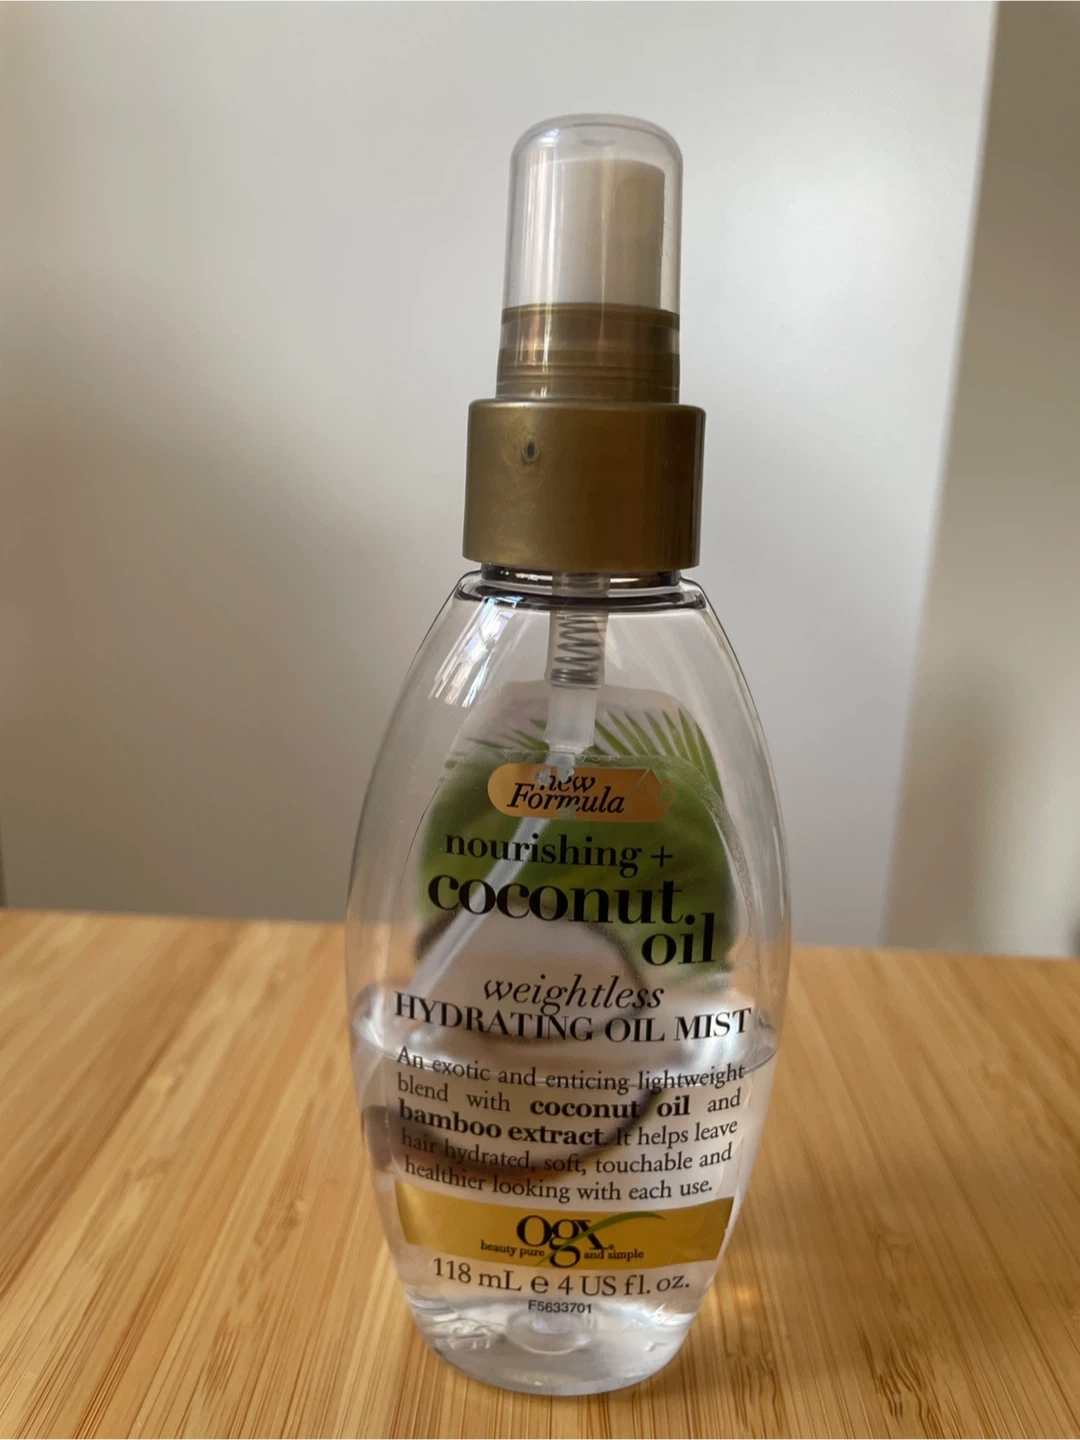 new
Formula
nourishing +
coconut
oil
weightless
HYDRATING OIL MIST
An exotic and enticing lightweight
blend with coconut oil and
bamboo extract. It helps leave
hair hydrated, soft, touchable and
healthier looking with each use.
ogx®
beauty pure and simple
118 mL ℮ 4 US fl. oz.
F5633701